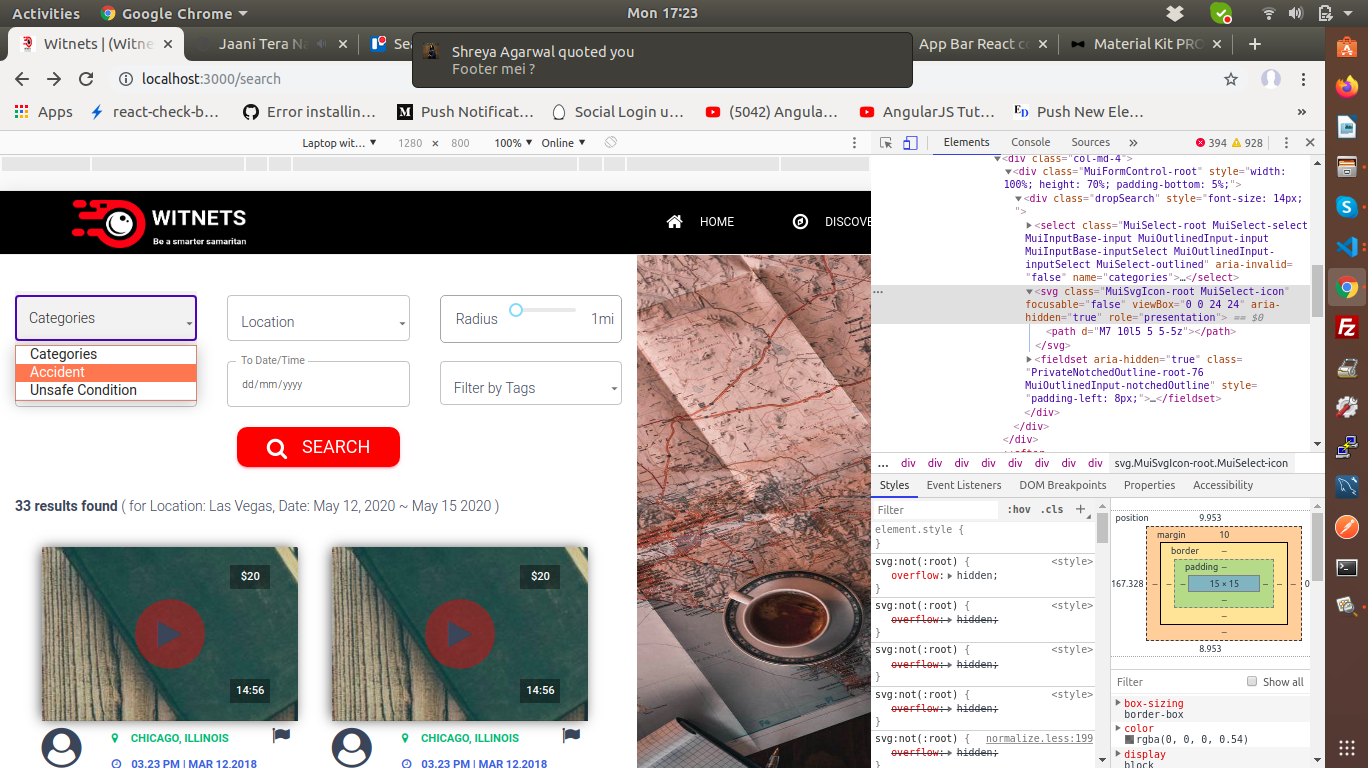 Activities Google Chrome Mon 17:23
Witnets | (Witne Jaani Tera Na Sea App Bar React co Material Kit PRO
Shreya Agarwal quoted you
Footer mei ?
localhost:3000/search
Apps react-check-b… Error installin… Push Notificat… Social Login u… (5042) Angula… AngularJS Tut… Push New Ele… »
Laptop wit… 1280 × 800 100% Online
Elements Console Sources » 394 928
WITNETS
Be a smarter samaritan
HOME DISCOVE
Categories Location Radius 1mi
Categories
Accident
Unsafe Condition
To Date/Time
dd/mm/yyyy
Filter by Tags
SEARCH
33 results found ( for Location: Las Vegas, Date: May 12, 2020 ~ May 15 2020 )
$20 $20
14:56 14:56
CHICAGO, ILLINOIS CHICAGO, ILLINOIS
03.23 PM | MAR 12.2018 03.23 PM | MAR 12.2018
<div class="col-md-4">
<div class="MuiFormControl-root" style="width:
100%; height: 70%; padding-bottom: 5%;">
<div class="dropSearch" style="font-size: 14px;
">
<select class="MuiSelect-root MuiSelect-select
MuiInputBase-input MuiOutlinedInput-input
MuiInputBase-inputSelect MuiOutlinedInput-
inputSelect MuiSelect-outlined" aria-invalid=
"false" name="categories">…</select>
<svg class="MuiSvgIcon-root MuiSelect-icon"
focusable="false" viewBox="0 0 24 24" aria-
hidden="true" role="presentation"> == $0
<path d="M7 10l5 5 5-5z"></path>
</svg>
<fieldset aria-hidden="true" class=
"PrivateNotchedOutline-root-76
MuiOutlinedInput-notchedOutline" style=
"padding-left: 8px;">…</fieldset>
</div>
</div>
</div>
::after
… div div div div div div div div svg.MuiSvgIcon-root.MuiSelect-icon
Styles Event Listeners DOM Breakpoints Properties Accessibility
Filter :hov .cls +
element.style {
}
svg:not(:root) { <style>
overflow: hidden;
}
svg:not(:root) { <style>
overflow: hidden;
}
svg:not(:root) { <style>
overflow: hidden;
}
svg:not(:root) { <style>
overflow: hidden;
}
svg:not(:root) { normalize.less:199
overflow: hidden;
position 9.953
margin 10
border –
padding –
167.328 – – – 15 × 15 – – – 0
–
–
–
8.953
Filter Show all
box-sizing
border-box
color
rgba(0, 0, 0, 0.54)
display
block